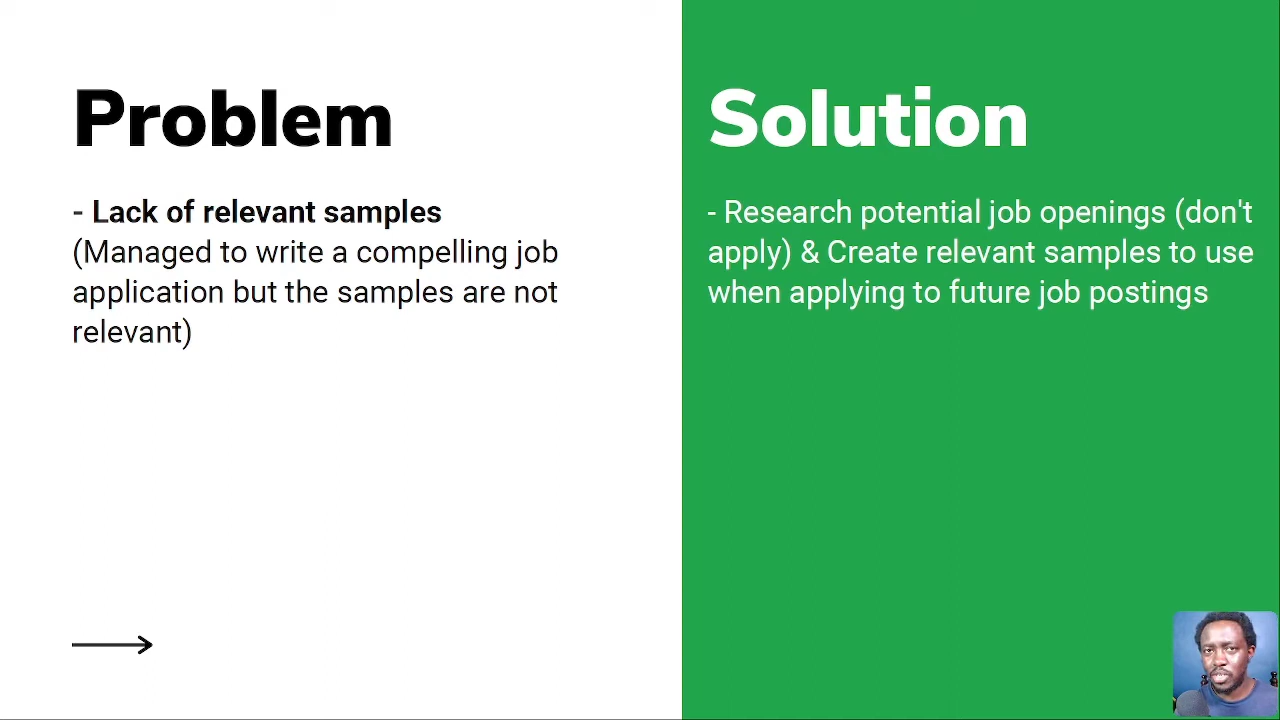 Problem
- Lack of relevant samples
(Managed to write a compelling job
application but the samples are not
relevant)
Solution
- Research potential job openings (don't
apply) & Create relevant samples to use
when applying to future job postings